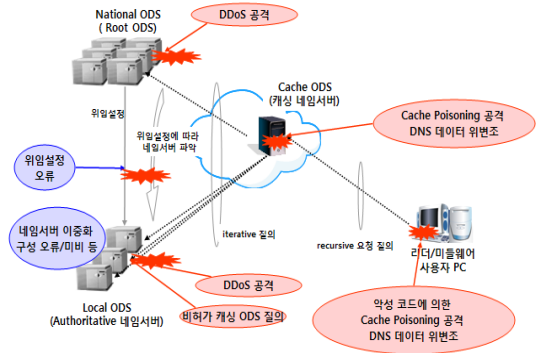 National ODS
( Root ODS)
DDoS 공격
Cache ODS
(캐싱 네임서버)
Cache Poisoning 공격
DNS 데이터 위변조
위임설정
위임설정에 따라
네임서버 파악
위임설정
오류
네임서버 이중화
구성 오류/미비 등
iterative 질의
recursive 요청 질의
리더/미들웨어
사용자 PC
DDoS 공격
비허가 캐싱 ODS 질의
Local ODS
(Authoritative 네임서버)
악성 코드에 의한
Cache Poisoning 공격
DNS 데이터 위변조